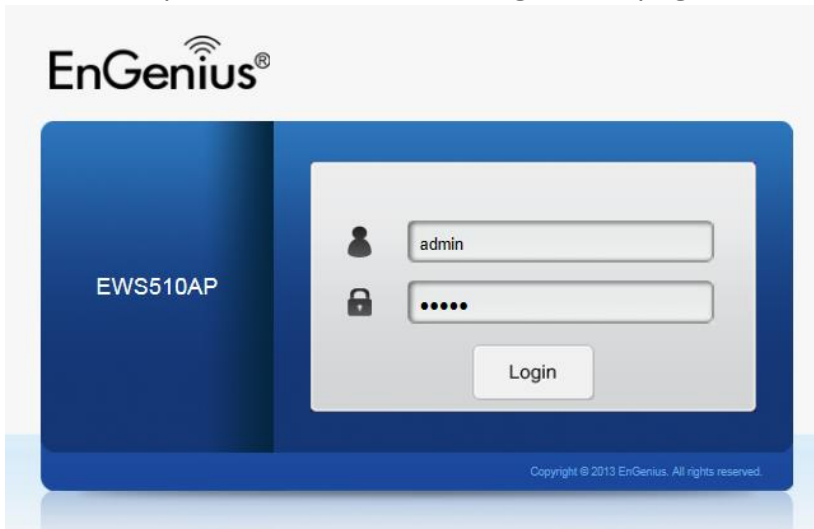 EnGenius®
EWS510AP
admin
•••••
Login
Copyright © 2013 EnGenius. All rights reserved.